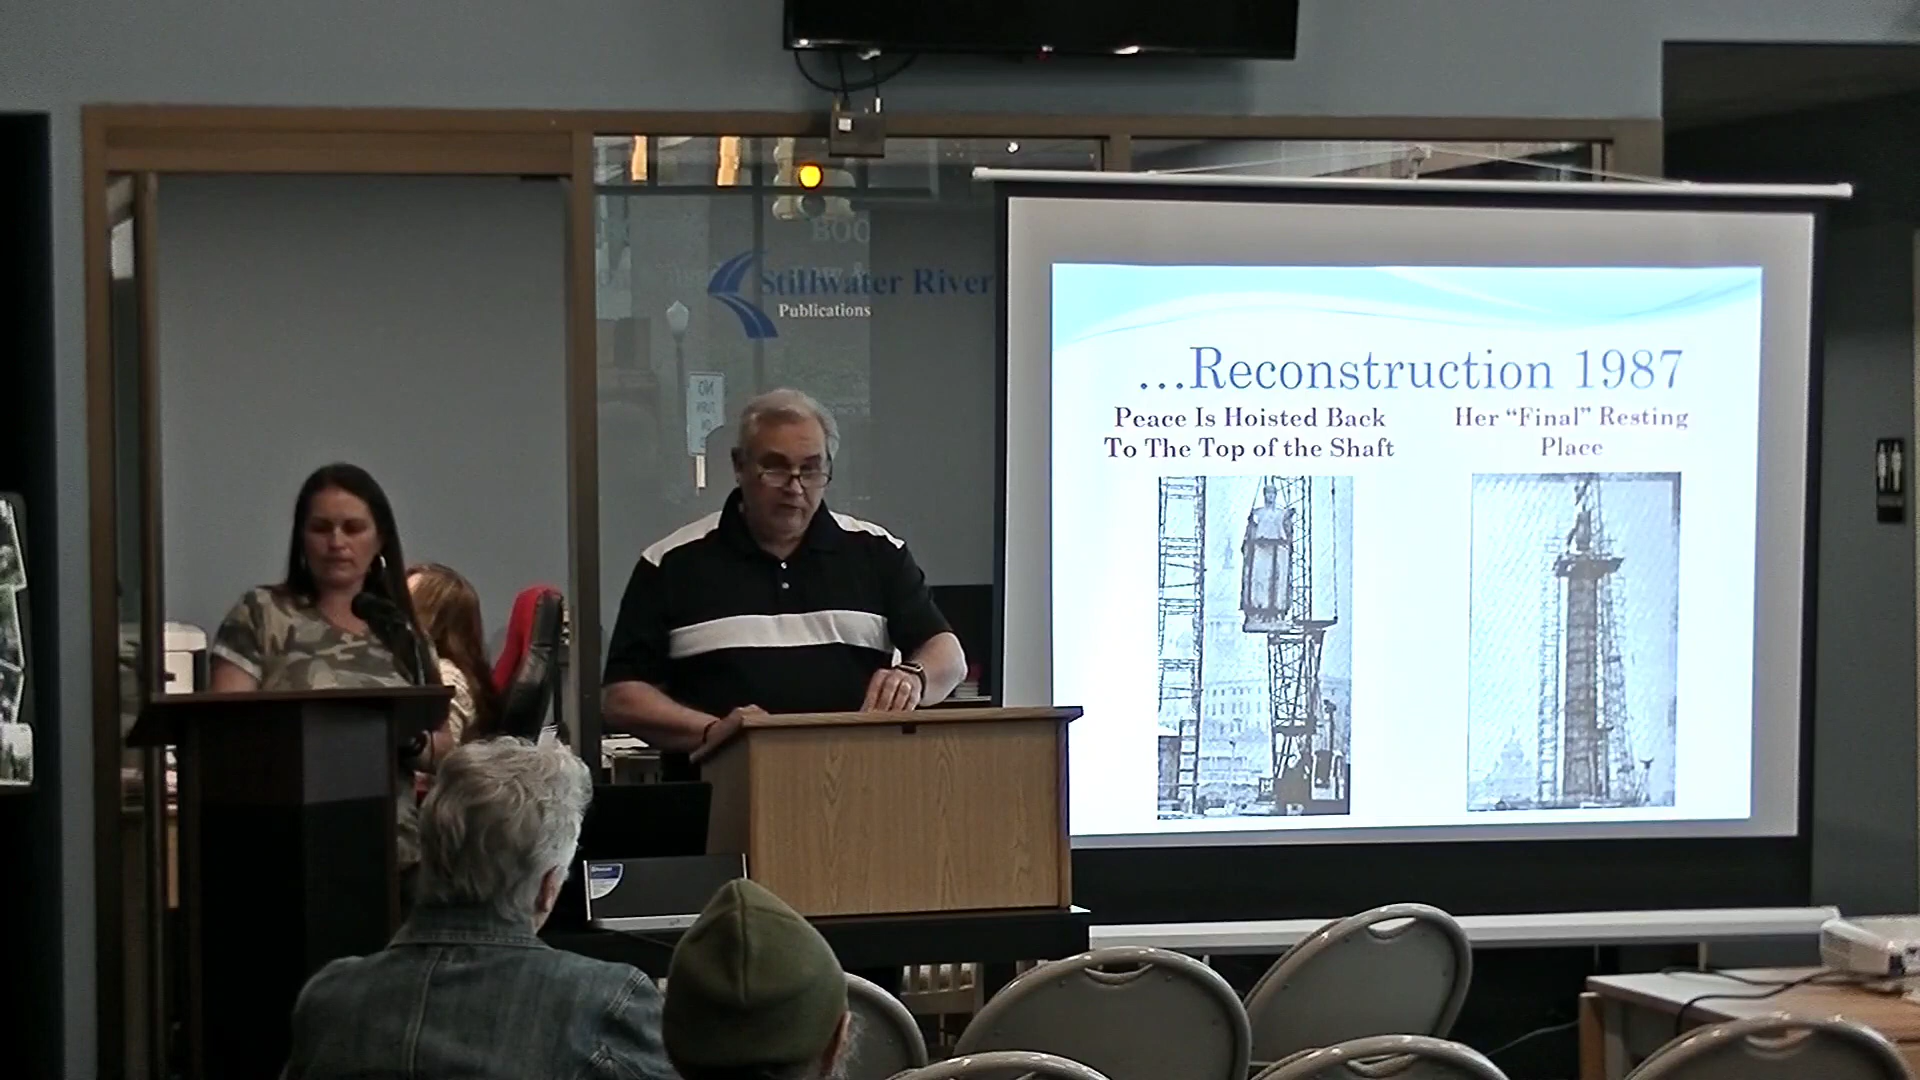 Stillwater River
Publications
...Reconstruction 1987
Peace Is Hoisted Back
To The Top of the Shaft
Her “Final” Resting
Place